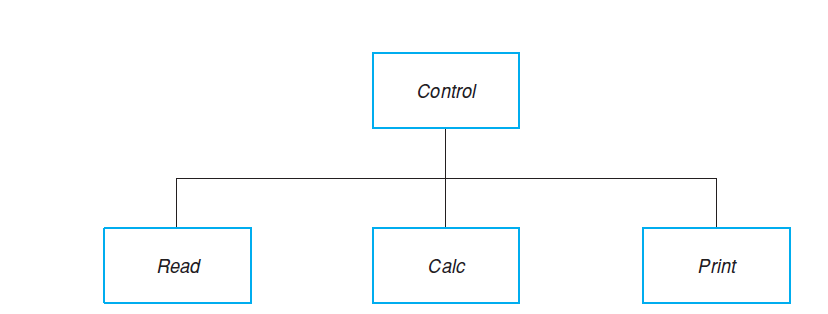 Control
Read
Calc
Print